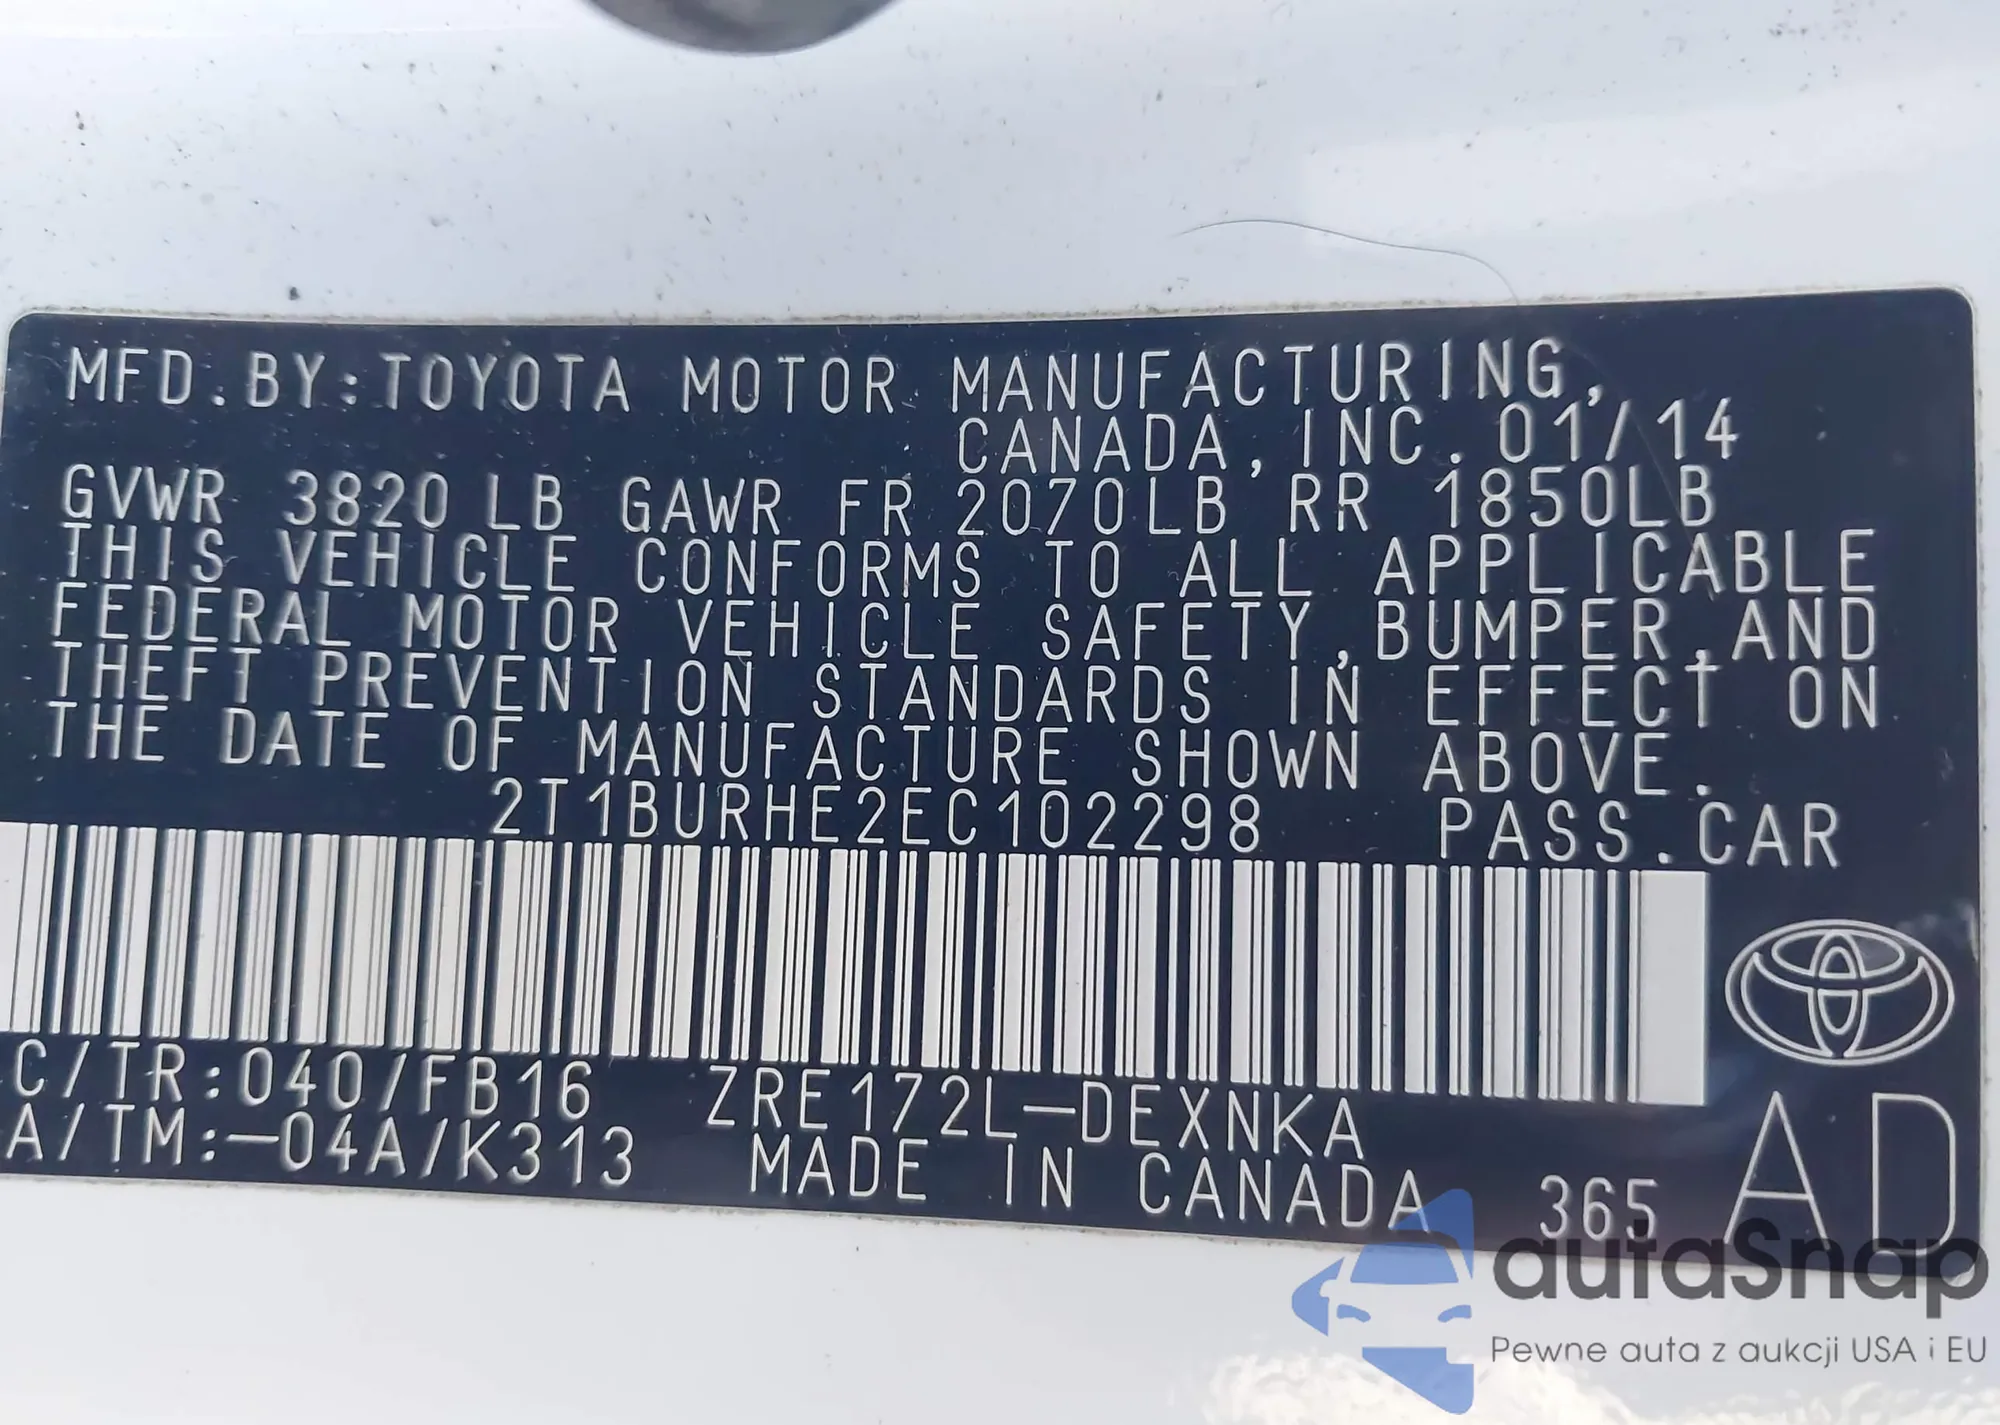 MFD.BY:TOYOTA MOTOR MANUFACTURING,
CANADA,INC.01/14
GVWR 3820 LB GAWR FR 2070LB RR 1850LB
THIS VEHICLE CONFORMS TO ALL APPLICABLE
FEDERAL MOTOR VEHICLE SAFETY,BUMPER,AND
THEFT PREVENTION STANDARDS IN EFFECT ON
THE DATE OF MANUFACTURE SHOWN ABOVE.
2T1BURHE2EC102298 PASS.CAR
C/TR:040/FB16 ZRE172L-DEXNKA
A/TM:-04A/K313 MADE IN CANADA 365 AD
autaSnap
Pewne auta z aukcji USA i EU